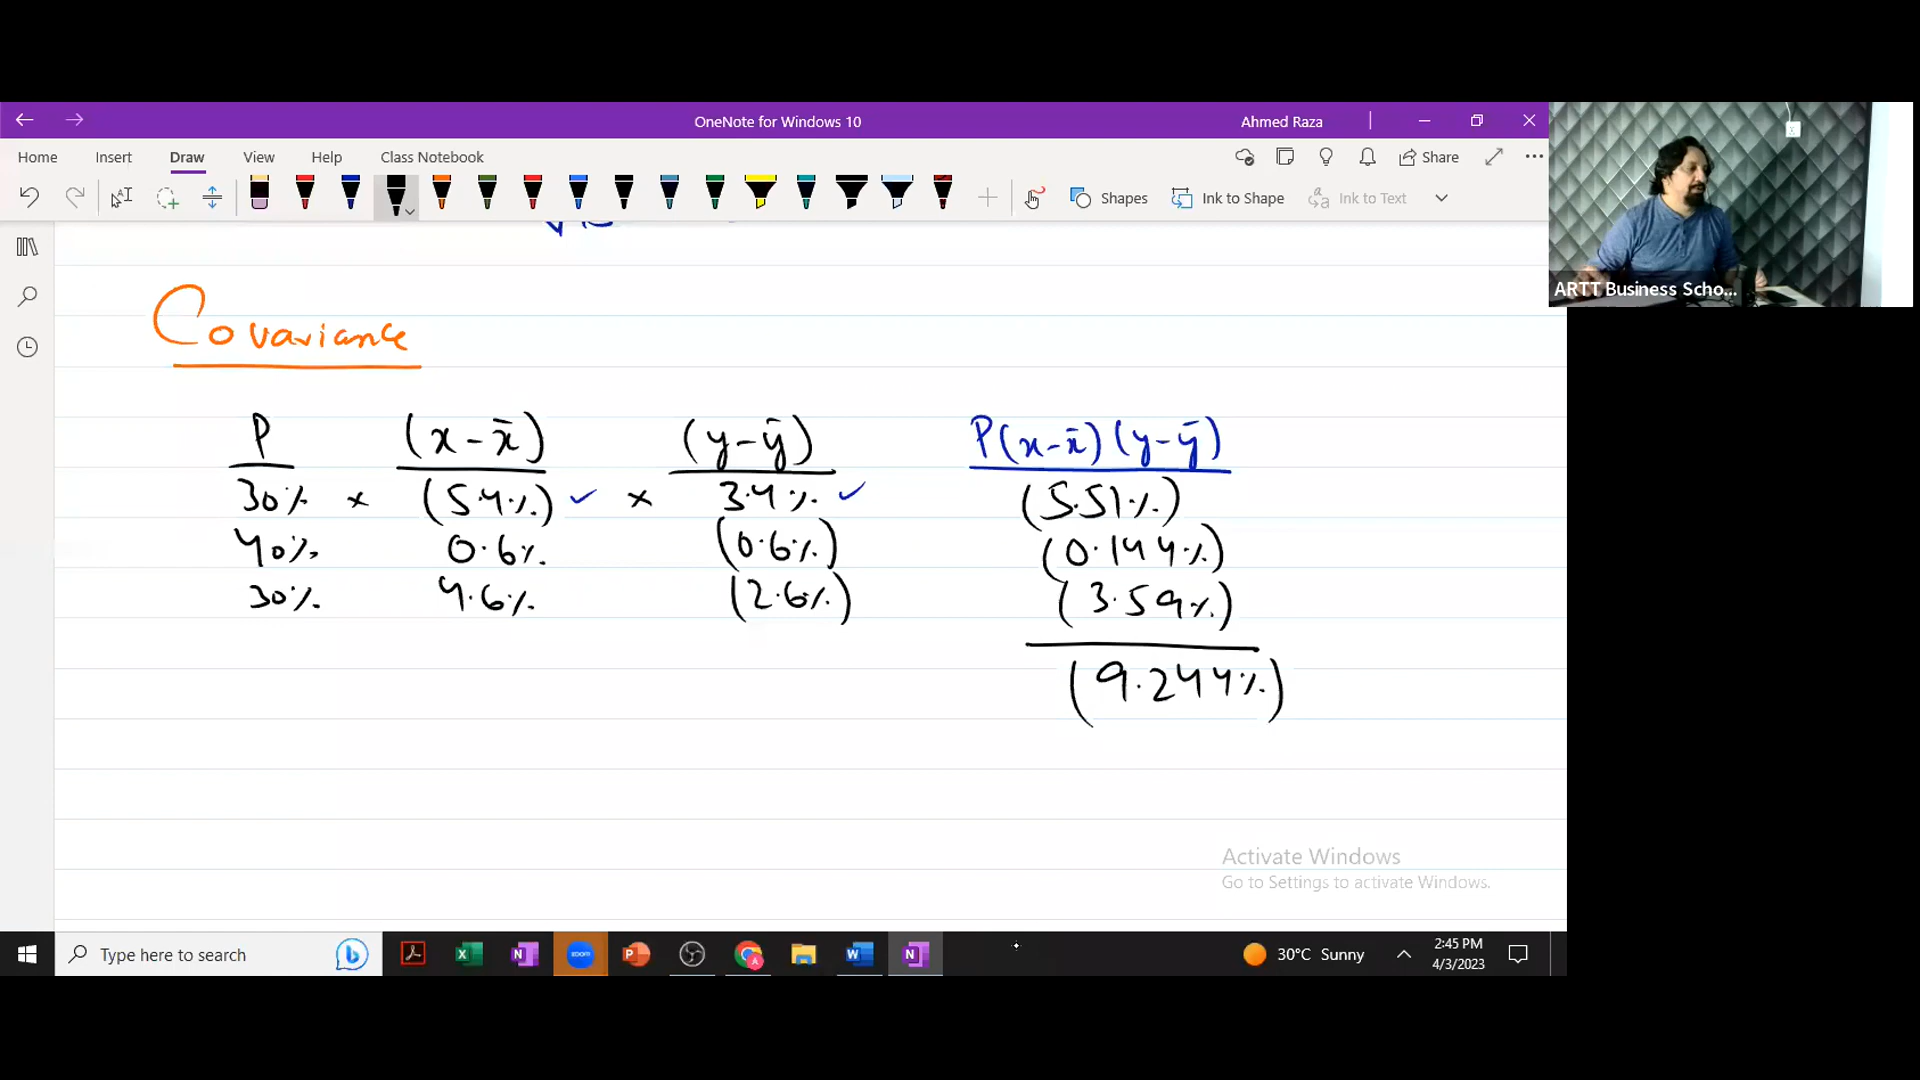 OneNote for Windows 10
Ahmed Raza
Home Insert Draw View Help Class Notebook
Share
Shapes Ink to Shape Ink to Text
ARTT Business Scho...
Covariance
P (x-x̄) (y-ȳ) P(x-x̄)(y-ȳ)
30% × (5.4%) ✓ × 3.4% ✓ (5.51%)
40% 0.6% (0.6%) (0.144%)
30% 4.6% (2.6%) (3.59%)
(9.244%)
Activate Windows
Go to Settings to activate Windows.
Type here to search
zoom
30°C Sunny
2:45 PM
4/3/2023